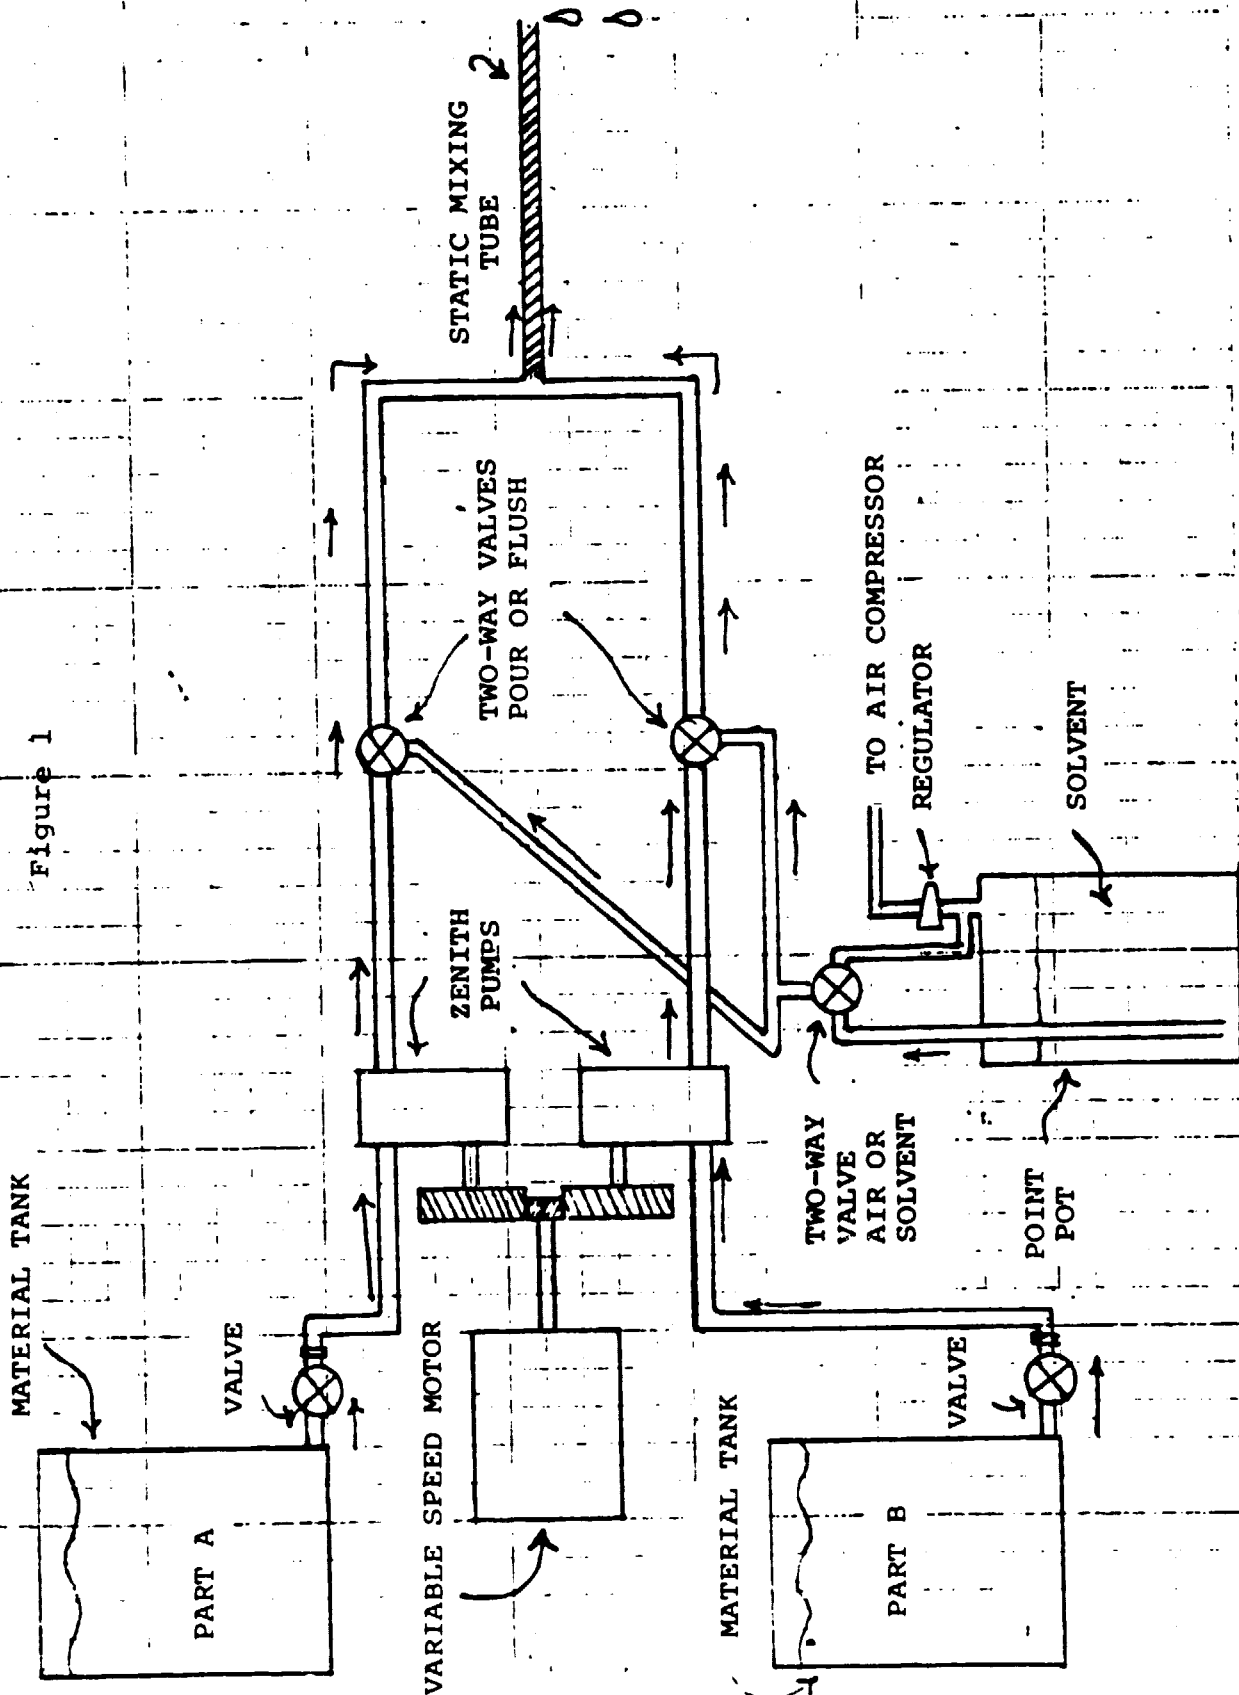 Figure 1
MATERIAL TANK
PART A
VALVE
VARIABLE SPEED MOTOR
ZENITH
PUMPS
TWO-WAY VALVES
POUR OR FLUSH
STATIC MIXING
TUBE
MATERIAL TANK
PART B
VALVE
TWO-WAY
VALVE
AIR OR
SOLVENT
POINT
POT
TO AIR COMPRESSOR
REGULATOR
SOLVENT